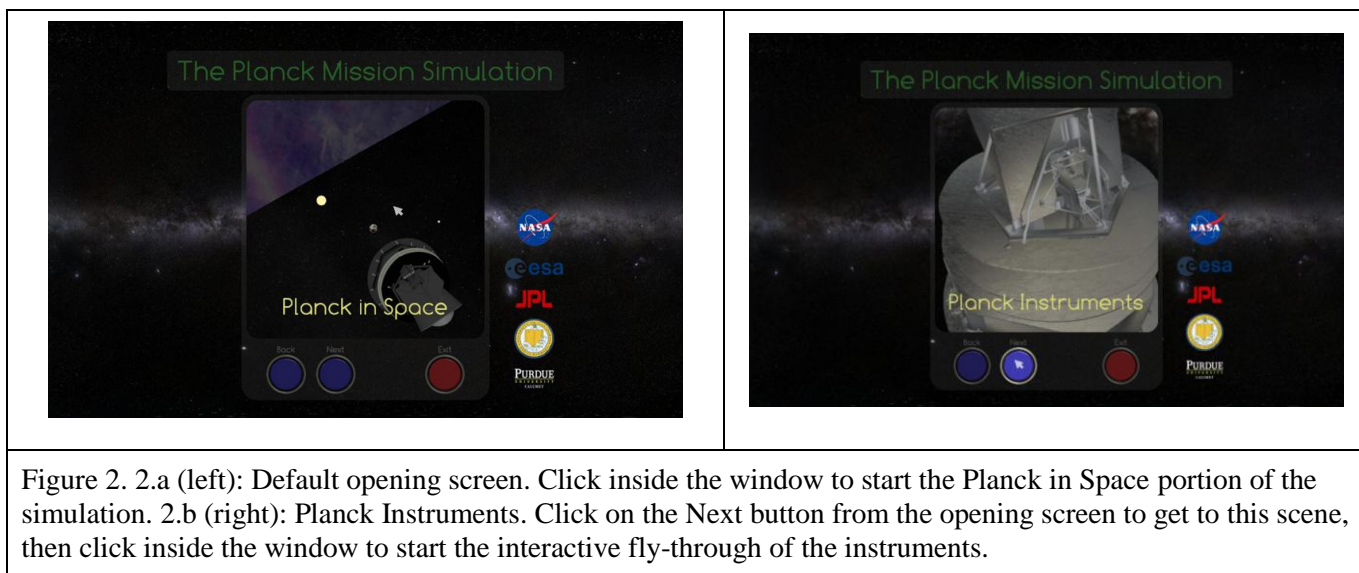 The Planck Mission Simulation
Planck in Space
Back Next Exit
NASA
esa
JPL
PURDUE
UNIVERSITY
CALUMET
The Planck Mission Simulation
Planck Instruments
Back Next Exit
NASA
esa
JPL
PURDUE
UNIVERSITY
CALUMET
Figure 2. 2.a (left): Default opening screen. Click inside the window to start the Planck in Space portion of the
simulation. 2.b (right): Planck Instruments. Click on the Next button from the opening screen to get to this scene,
then click inside the window to start the interactive fly-through of the instruments.